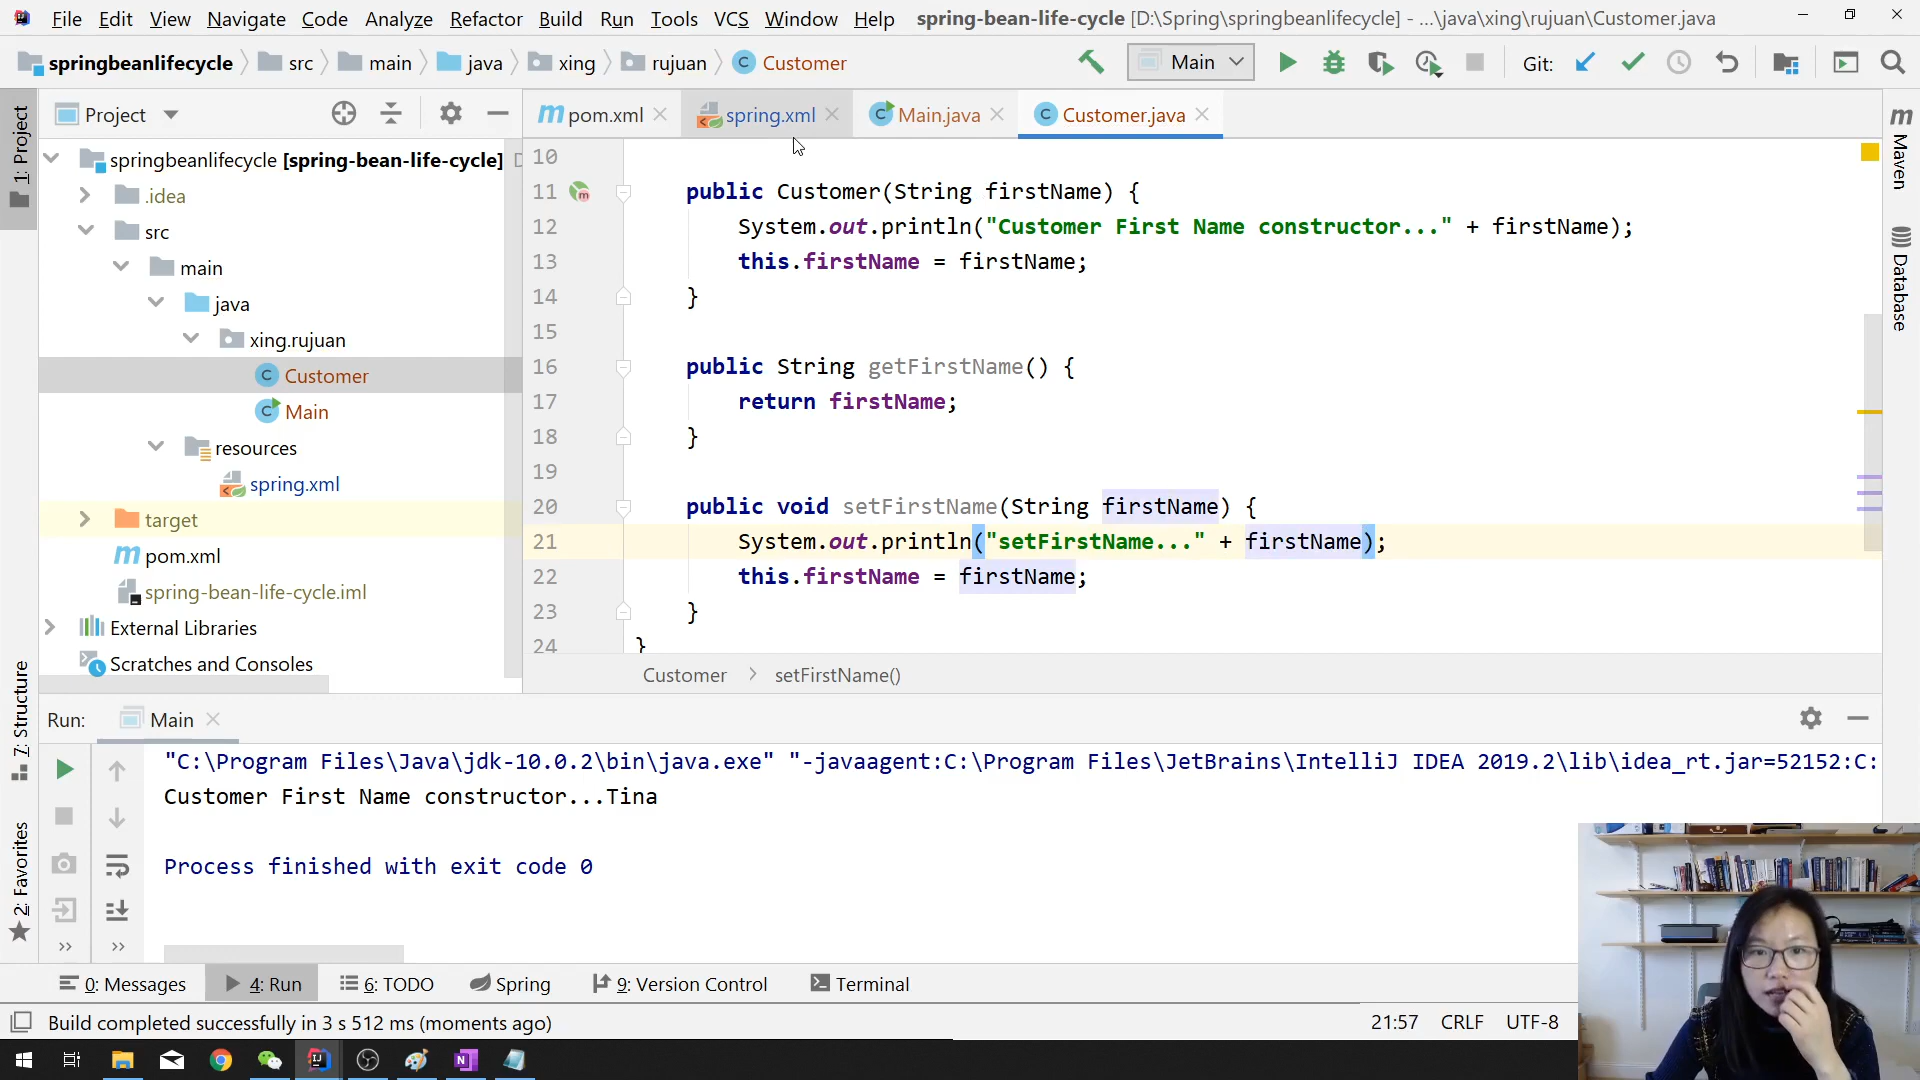 File Edit View Navigate Code Analyze Refactor Build Run Tools VCS Window Help spring-bean-life-cycle [D:\Spring\springbeanlifecycle] - ...\java\xing\rujuan\Customer.java
springbeanlifecycle src main java xing rujuan Customer Main Git:
Project
pom.xml spring.xml Main.java Customer.java
1: Project
7: Structure
2: Favorites
Maven
Database
springbeanlifecycle [spring-bean-life-cycle]
.idea
src
main
java
xing.rujuan
Customer
Main
resources
spring.xml
target
pom.xml
spring-bean-life-cycle.iml
External Libraries
Scratches and Consoles
10
11 public Customer(String firstName) {
12 System.out.println("Customer First Name constructor..." + firstName);
13 this.firstName = firstName;
14 }
15
16 public String getFirstName() {
17 return firstName;
18 }
19
20 public void setFirstName(String firstName) {
21 System.out.println("setFirstName..." + firstName);
22 this.firstName = firstName;
23 }
24 }
Customer setFirstName()
Run: Main
"C:\Program Files\Java\jdk-10.0.2\bin\java.exe" "-javaagent:C:\Program Files\JetBrains\IntelliJ IDEA 2019.2\lib\idea_rt.jar=52152:C:
Customer First Name constructor...Tina
Process finished with exit code 0
0: Messages 4: Run 6: TODO Spring 9: Version Control Terminal
Build completed successfully in 3 s 512 ms (moments ago) 21:57 CRLF UTF-8